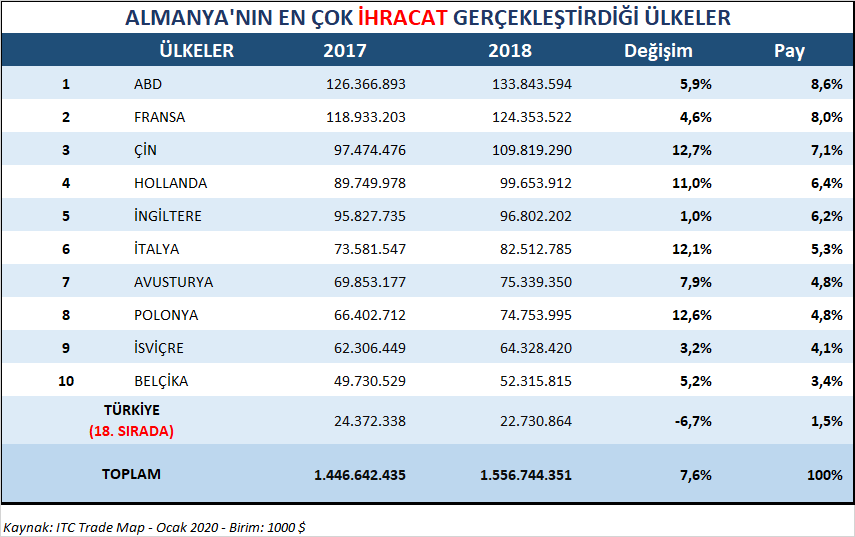 ALMANYA'NIN EN ÇOK İHRACAT GERÇEKLEŞTİRDİĞİ ÜLKELER
ÜLKELER 2017 2018 Değişim Pay
1 ABD 126.366.893 133.843.594 5,9% 8,6%
2 FRANSA 118.933.203 124.353.522 4,6% 8,0%
3 ÇİN 97.474.476 109.819.290 12,7% 7,1%
4 HOLLANDA 89.749.978 99.653.912 11,0% 6,4%
5 İNGİLTERE 95.827.735 96.802.202 1,0% 6,2%
6 İTALYA 73.581.547 82.512.785 12,1% 5,3%
7 AVUSTURYA 69.853.177 75.339.350 7,9% 4,8%
8 POLONYA 66.402.712 74.753.995 12,6% 4,8%
9 İSVİÇRE 62.306.449 64.328.420 3,2% 4,1%
10 BELÇİKA 49.730.529 52.315.815 5,2% 3,4%
TÜRKİYE
(18. SIRADA) 24.372.338 22.730.864 -6,7% 1,5%
TOPLAM 1.446.642.435 1.556.744.351 7,6% 100%
Kaynak: ITC Trade Map - Ocak 2020 - Birim: 1000 $